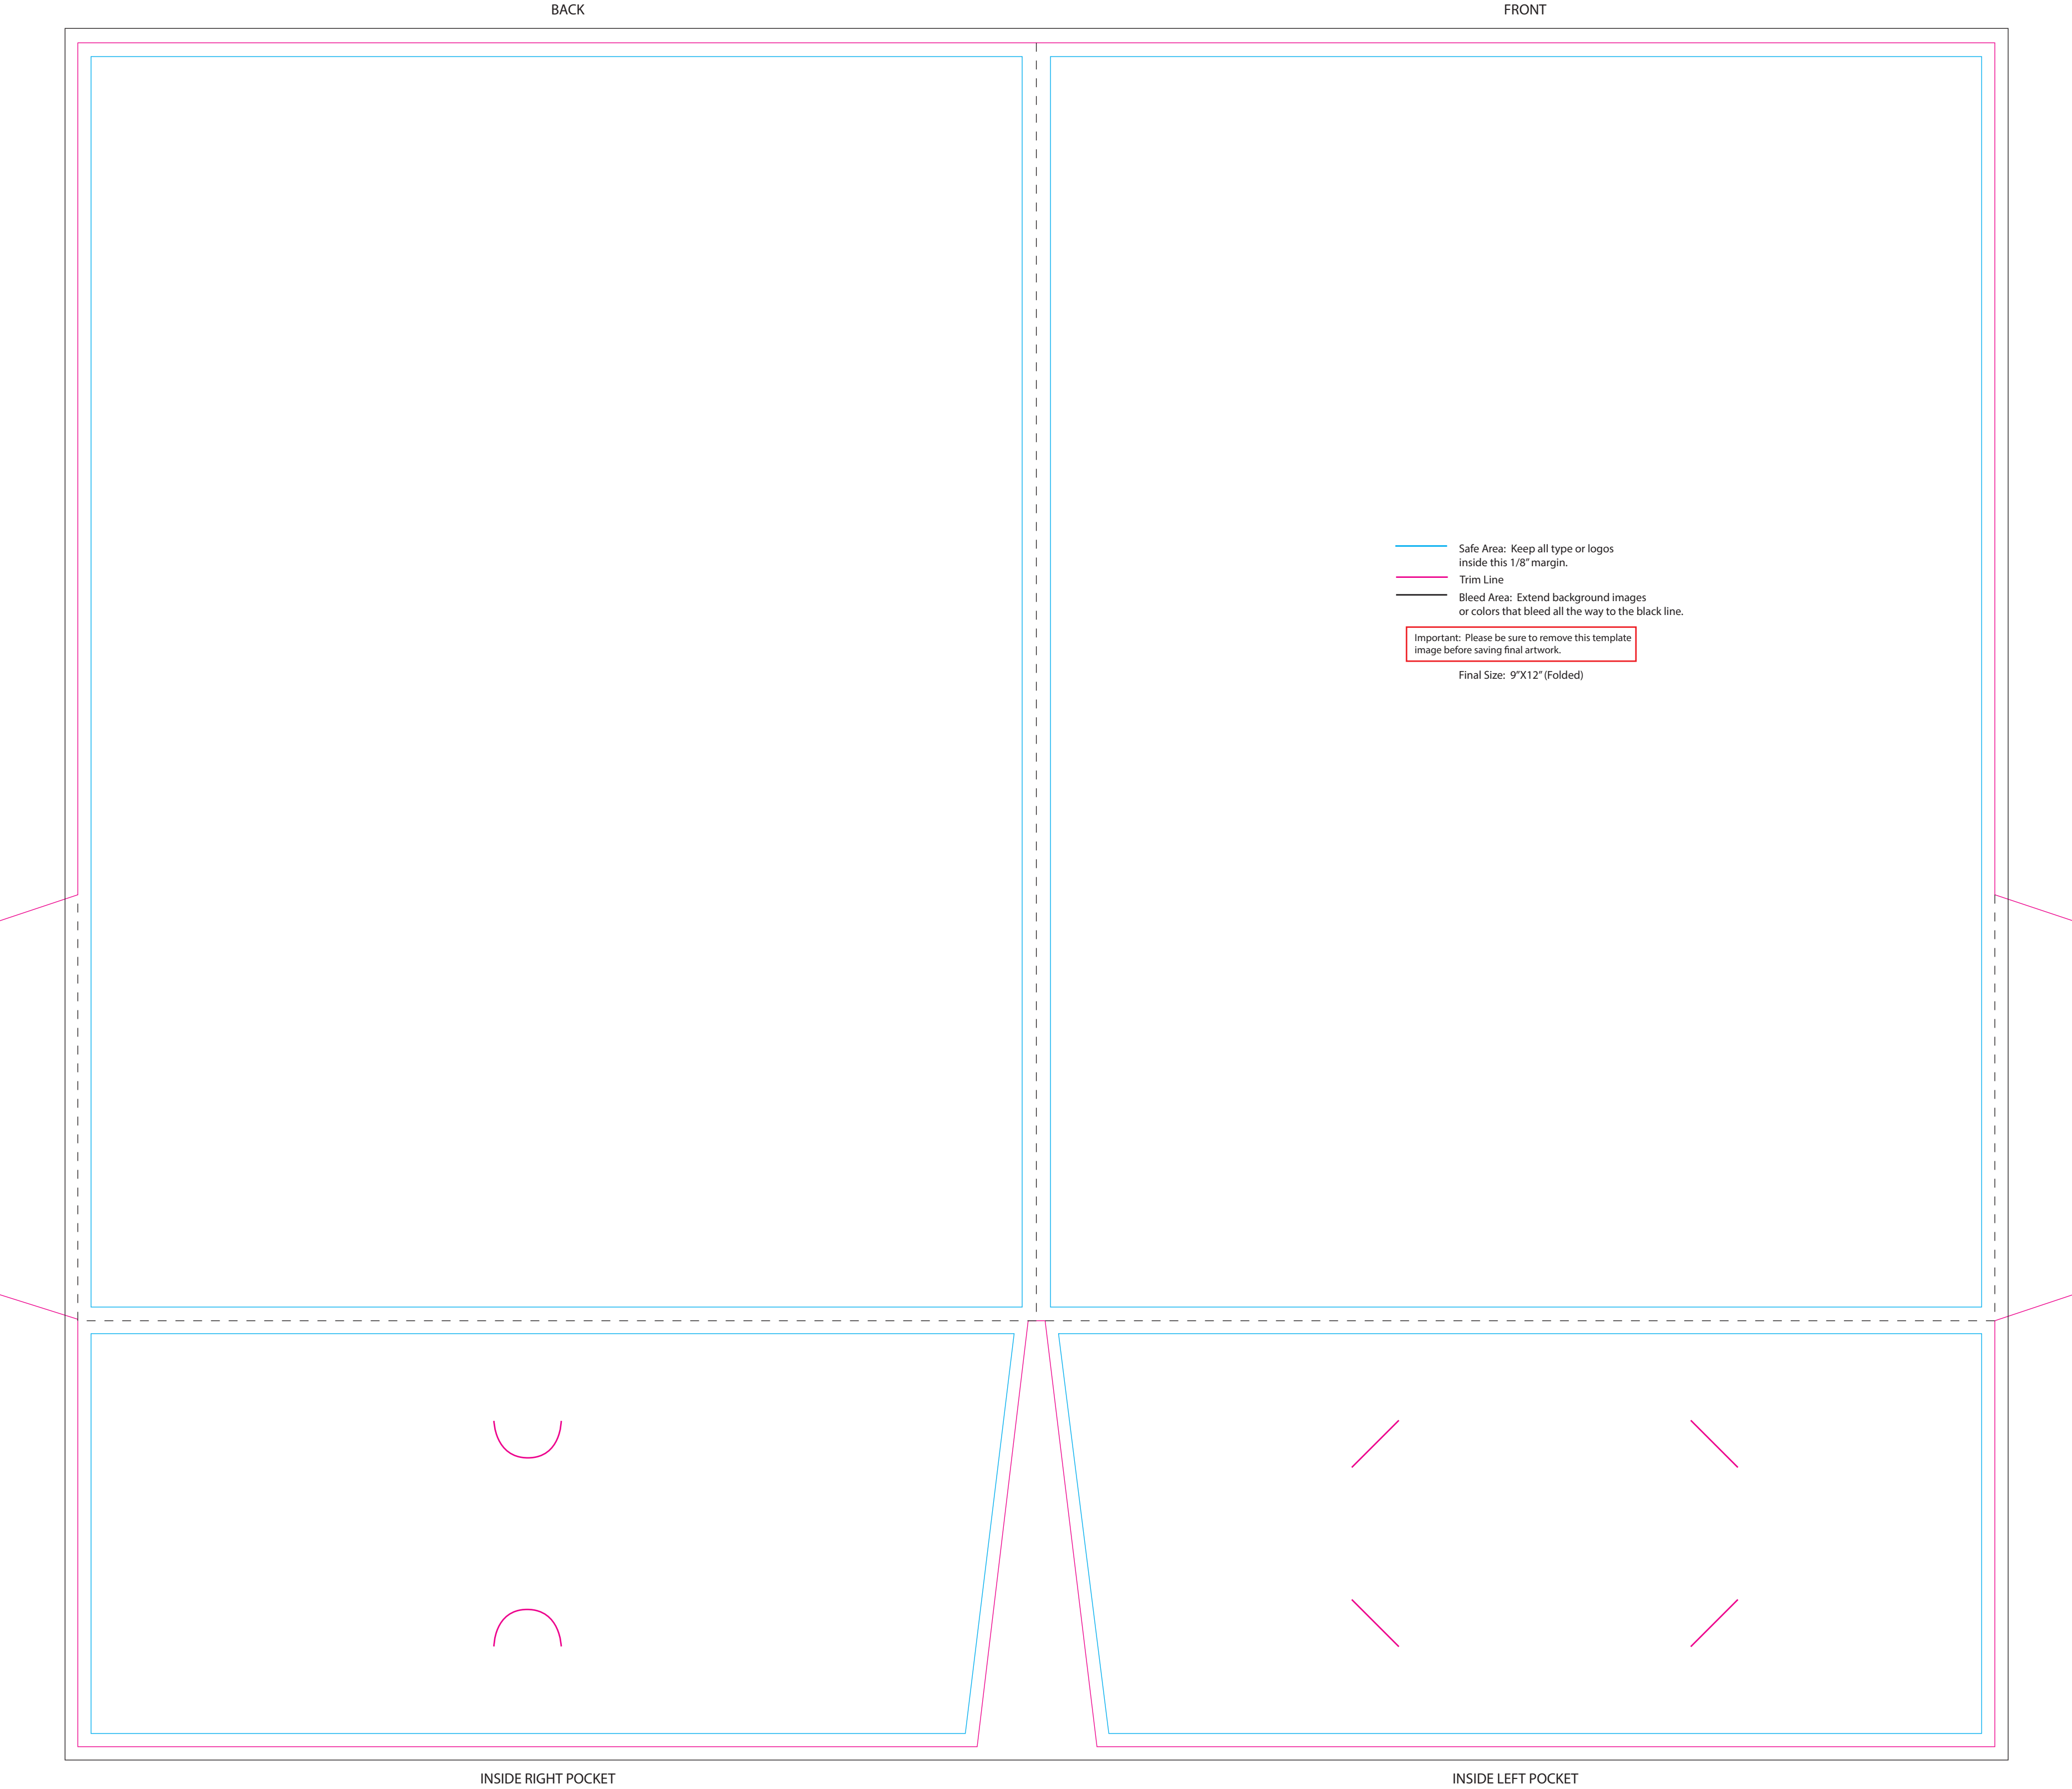 BACK
FRONT
Safe Area:  Keep all type or logos
inside this 1/8” margin.
Trim Line
Bleed Area:  Extend background images
or colors that bleed all the way to the black line.
Important:  Please be sure to remove this template
image before saving final artwork.
Final Size:  9”X12” (Folded)
INSIDE RIGHT POCKET
INSIDE LEFT POCKET